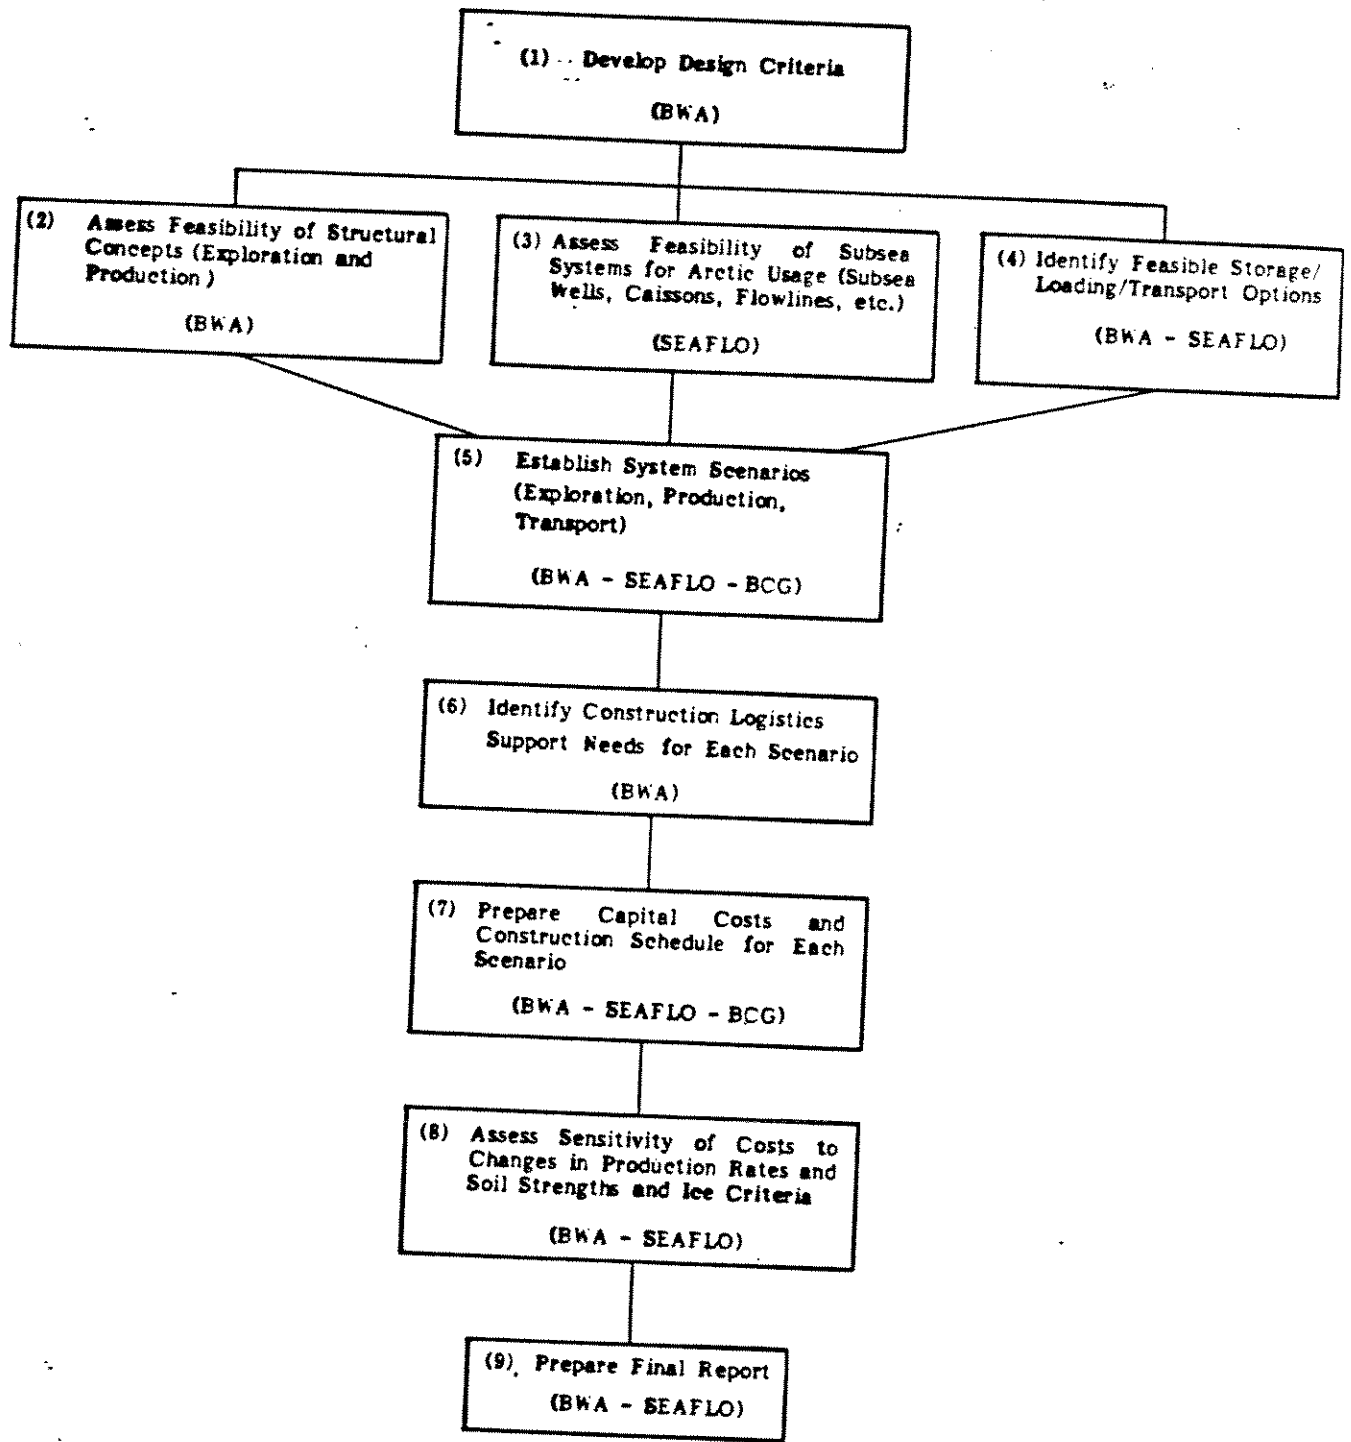 (1) Develop Design Criteria
(BWA)
(2) Assess Feasibility of Structural
Concepts (Exploration and
Production)
(BWA)
(3) Assess Feasibility of Subsea
Systems for Arctic Usage (Subsea
Wells, Caissons, Flowlines, etc.)
(SEAFLO)
(4) Identify Feasible Storage/
Loading/Transport Options
(BWA - SEAFLO)
(5) Establish System Scenarios
(Exploration, Production,
Transport)
(BWA - SEAFLO - BCG)
(6) Identify Construction Logistics
Support Needs for Each Scenario
(BWA)
(7) Prepare Capital Costs and
Construction Schedule for Each
Scenario
(BWA - SEAFLO - BCG)
(8) Assess Sensitivity of Costs to
Changes in Production Rates and
Soil Strengths and Ice Criteria
(BWA - SEAFLO)
(9) Prepare Final Report
(BWA - SEAFLO)